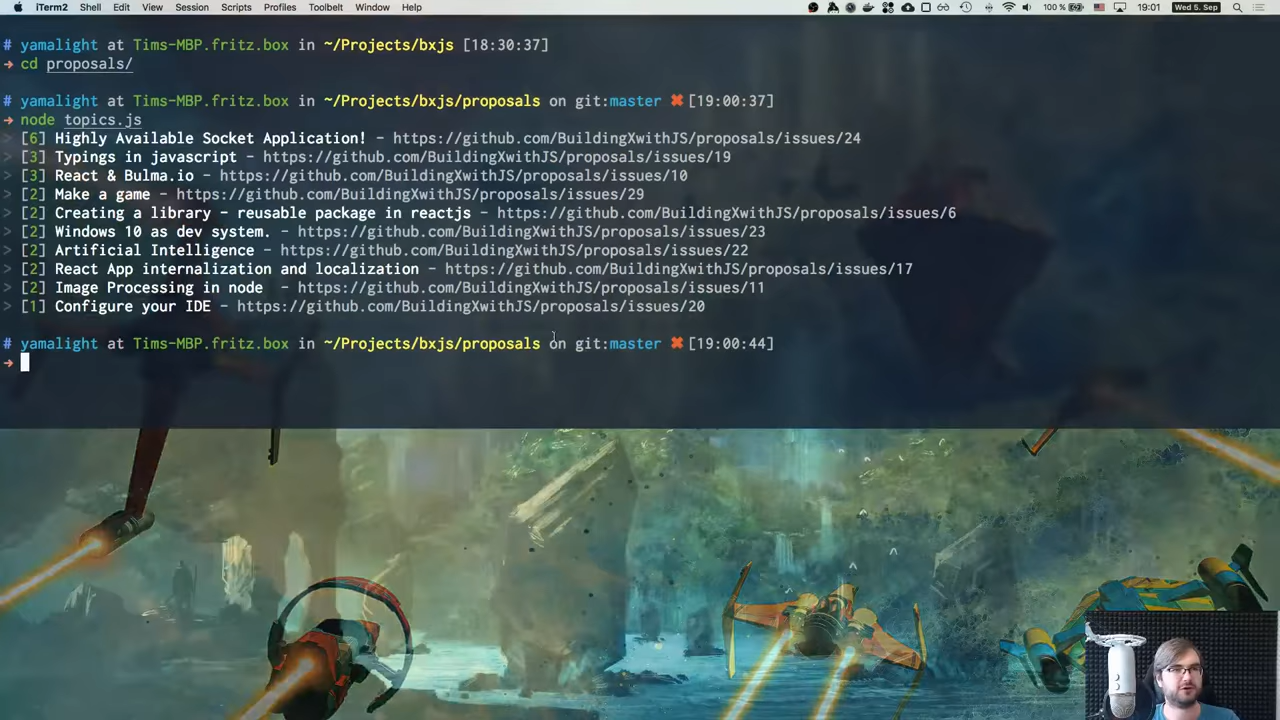 iTerm2 Shell Edit View Session Scripts Profiles Toolbelt Window Help 100 % 19:01 Wed 5. Sep
# yamalight at Tims-MBP.fritz.box in ~/Projects/bxjs [18:30:37]
→ cd proposals/
# yamalight at Tims-MBP.fritz.box in ~/Projects/bxjs/proposals on git:master ✖ [19:00:37]
→ node topics.js
> [6] Highly Available Socket Application! - https://github.com/BuildingXwithJS/proposals/issues/24
> [3] Typings in javascript - https://github.com/BuildingXwithJS/proposals/issues/19
> [3] React & Bulma.io - https://github.com/BuildingXwithJS/proposals/issues/10
> [2] Make a game - https://github.com/BuildingXwithJS/proposals/issues/29
> [2] Creating a library - reusable package in reactjs - https://github.com/BuildingXwithJS/proposals/issues/6
> [2] Windows 10 as dev system. - https://github.com/BuildingXwithJS/proposals/issues/23
> [2] Artificial Intelligence - https://github.com/BuildingXwithJS/proposals/issues/22
> [2] React App internalization and localization - https://github.com/BuildingXwithJS/proposals/issues/17
> [2] Image Processing in node - https://github.com/BuildingXwithJS/proposals/issues/11
> [1] Configure your IDE - https://github.com/BuildingXwithJS/proposals/issues/20
# yamalight at Tims-MBP.fritz.box in ~/Projects/bxjs/proposals on git:master ✖ [19:00:44]
→